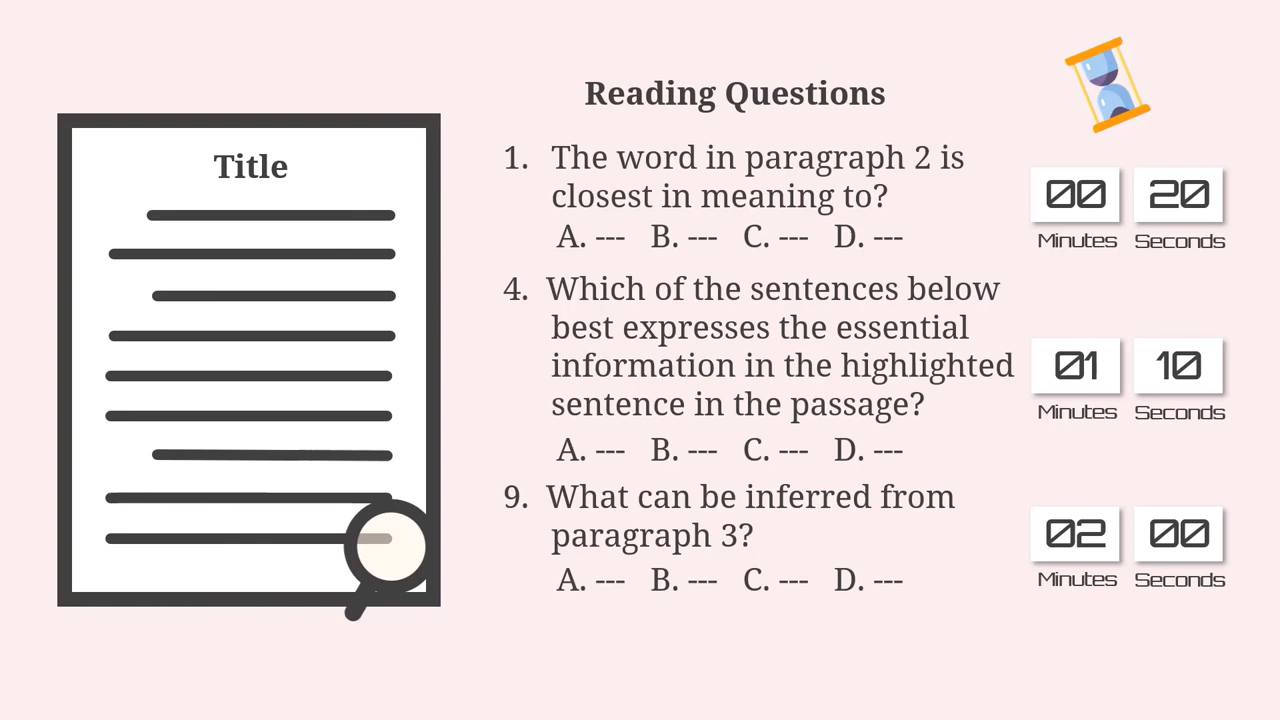 Title
Reading Questions
1. The word in paragraph 2 is
closest in meaning to?
A. --- B. --- C. --- D. ---
00 20
Minutes Seconds
4. Which of the sentences below
best expresses the essential
information in the highlighted
sentence in the passage?
A. --- B. --- C. --- D. ---
01 10
Minutes Seconds
9. What can be inferred from
paragraph 3?
A. --- B. --- C. --- D. ---
02 00
Minutes Seconds